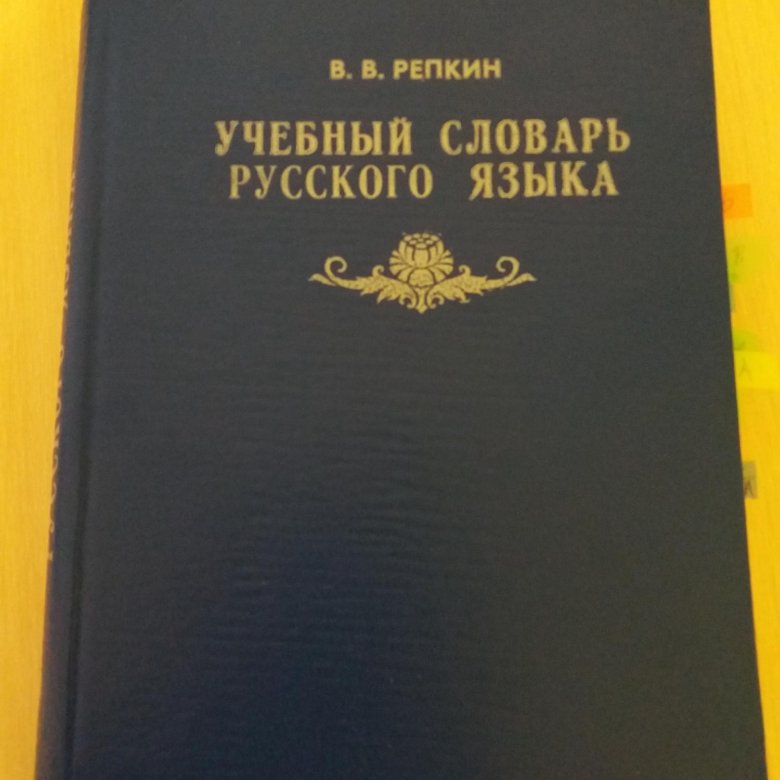 В. В. РЕПКИН
УЧЕБНЫЙ СЛОВАРЬ
РУССКОГО ЯЗЫКА